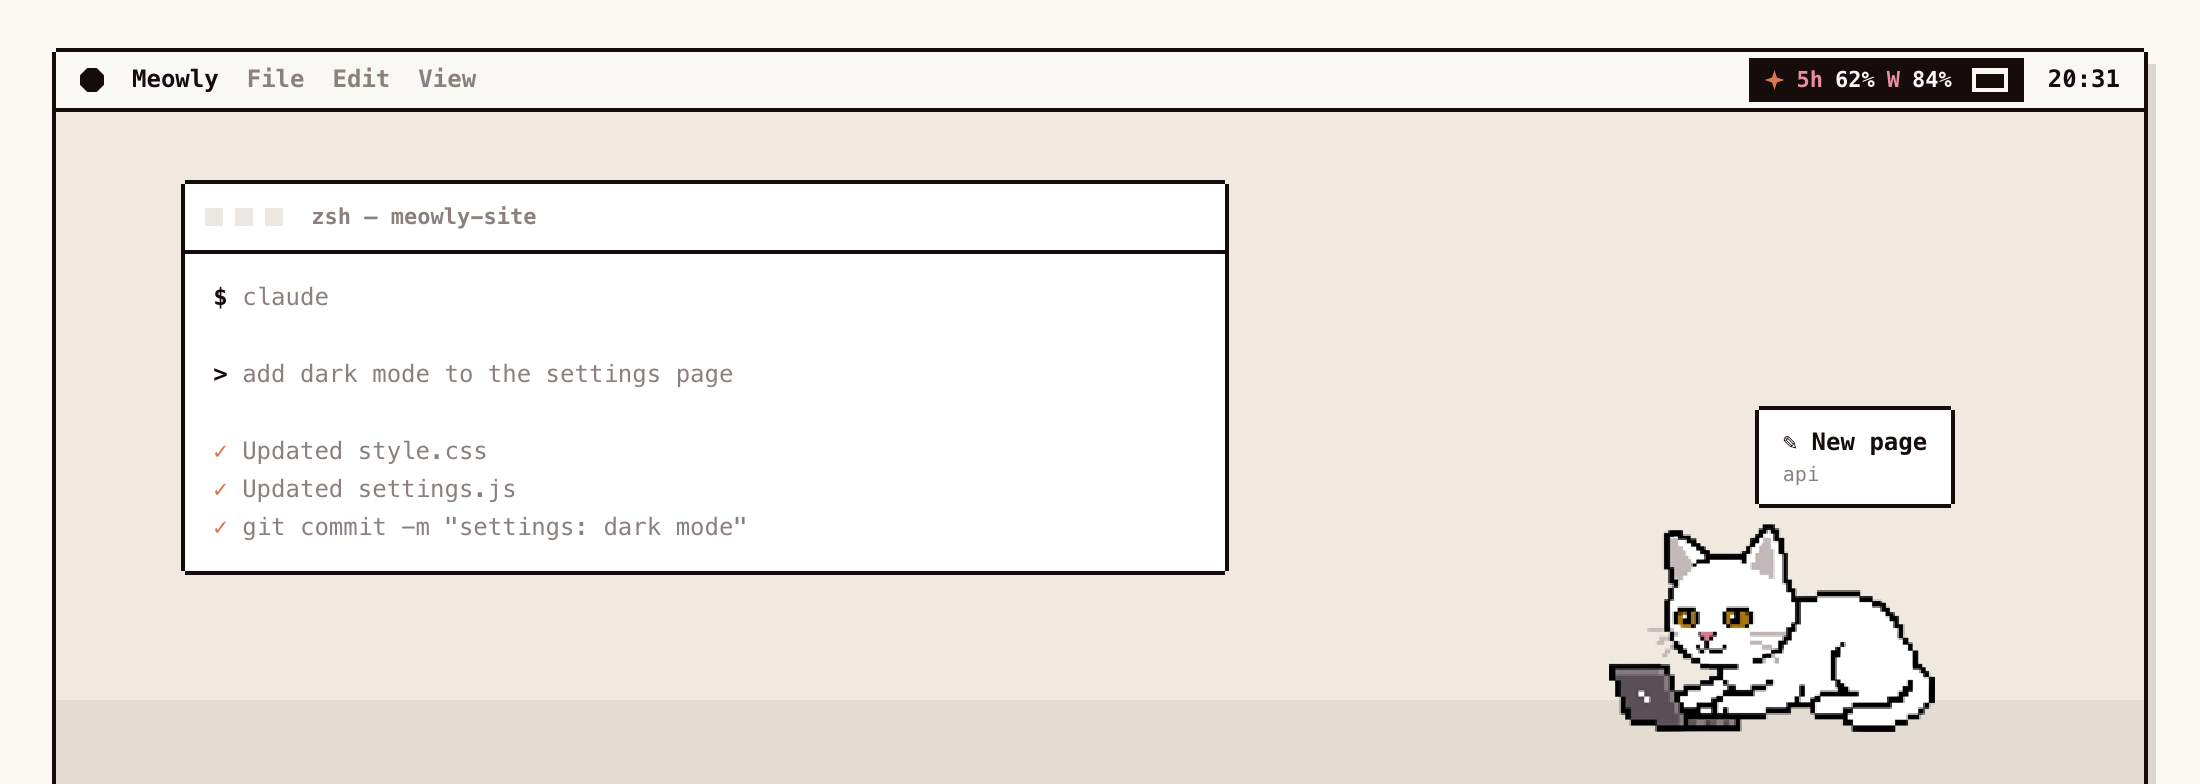 Meowly File Edit View
✦ 5h 62% W 84% 20:31
zsh — meowly-site
$ claude
> add dark mode to the settings page
✓ Updated style.css
✓ Updated settings.js
✓ git commit -m "settings: dark mode"
✎ New page
api